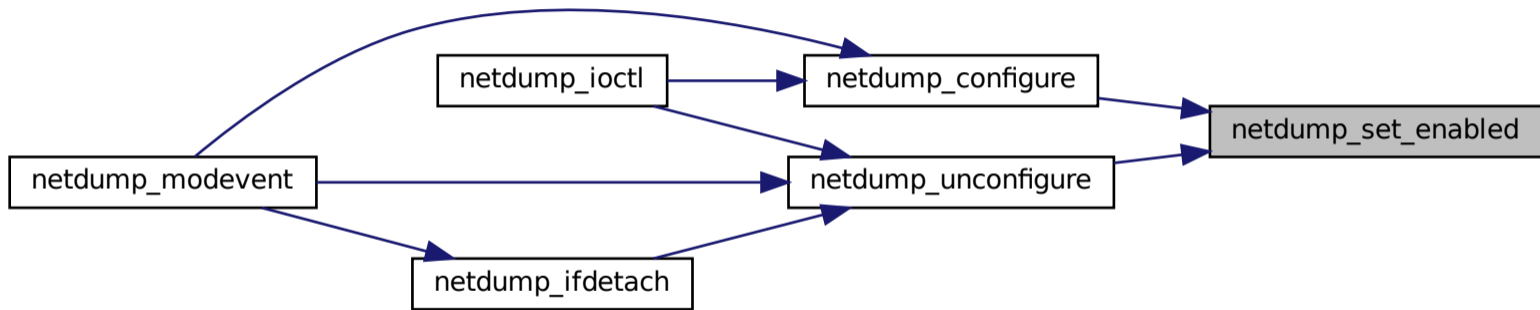 netdump_ioctl
netdump_configure
netdump_set_enabled
netdump_modevent
netdump_unconfigure
netdump_ifdetach